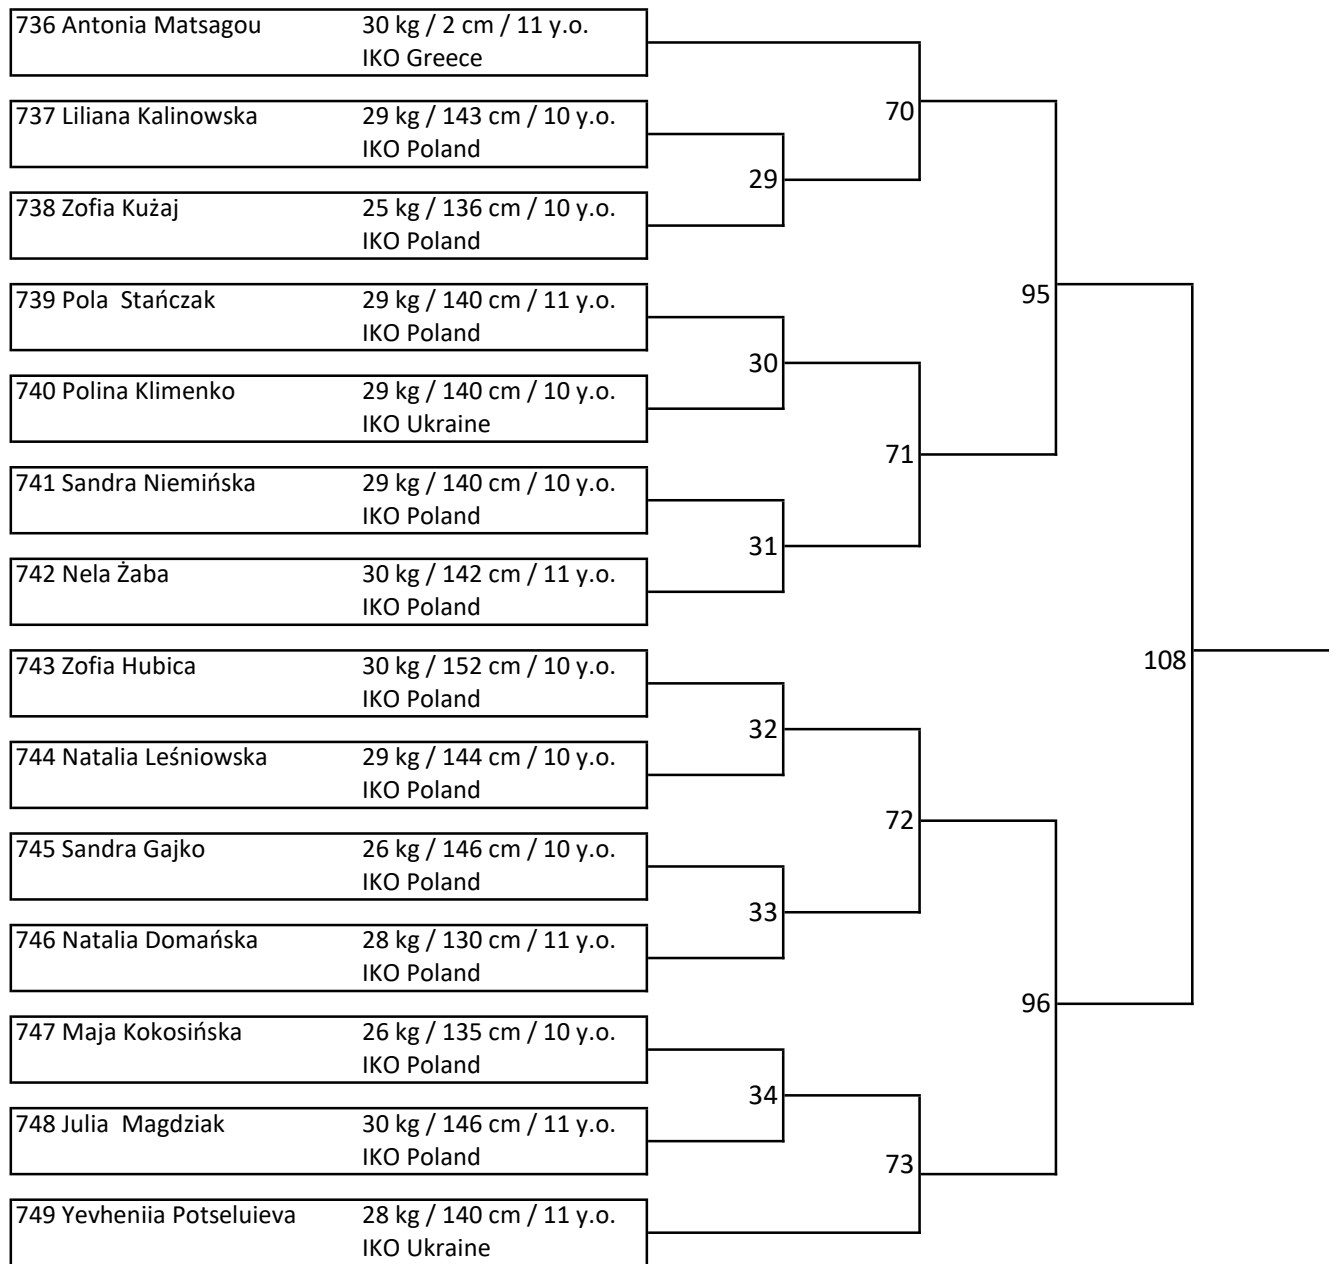 736 Antonia Matsagou 30 kg / 2 cm / 11 y.o.
IKO Greece
70
737 Liliana Kalinowska 29 kg / 143 cm / 10 y.o.
IKO Poland
29
738 Zofia Kużaj 25 kg / 136 cm / 10 y.o.
IKO Poland
739 Pola  Stańczak 29 kg / 140 cm / 11 y.o.
95
IKO Poland
30
740 Polina Klimenko 29 kg / 140 cm / 10 y.o.
IKO Ukraine
71
741 Sandra Niemińska 29 kg / 140 cm / 10 y.o.
IKO Poland
31
742 Nela Żaba 30 kg / 142 cm / 11 y.o.
IKO Poland
743 Zofia Hubica 30 kg / 152 cm / 10 y.o.
108
IKO Poland
32
744 Natalia Leśniowska 29 kg / 144 cm / 10 y.o.
IKO Poland
72
745 Sandra Gajko 26 kg / 146 cm / 10 y.o.
IKO Poland
33
746 Natalia Domańska 28 kg / 130 cm / 11 y.o.
IKO Poland
96
747 Maja Kokosińska 26 kg / 135 cm / 10 y.o.
IKO Poland
34
748 Julia  Magdziak 30 kg / 146 cm / 11 y.o.
IKO Poland
73
749 Yevheniia Potseluieva 28 kg / 140 cm / 11 y.o.
IKO Ukraine